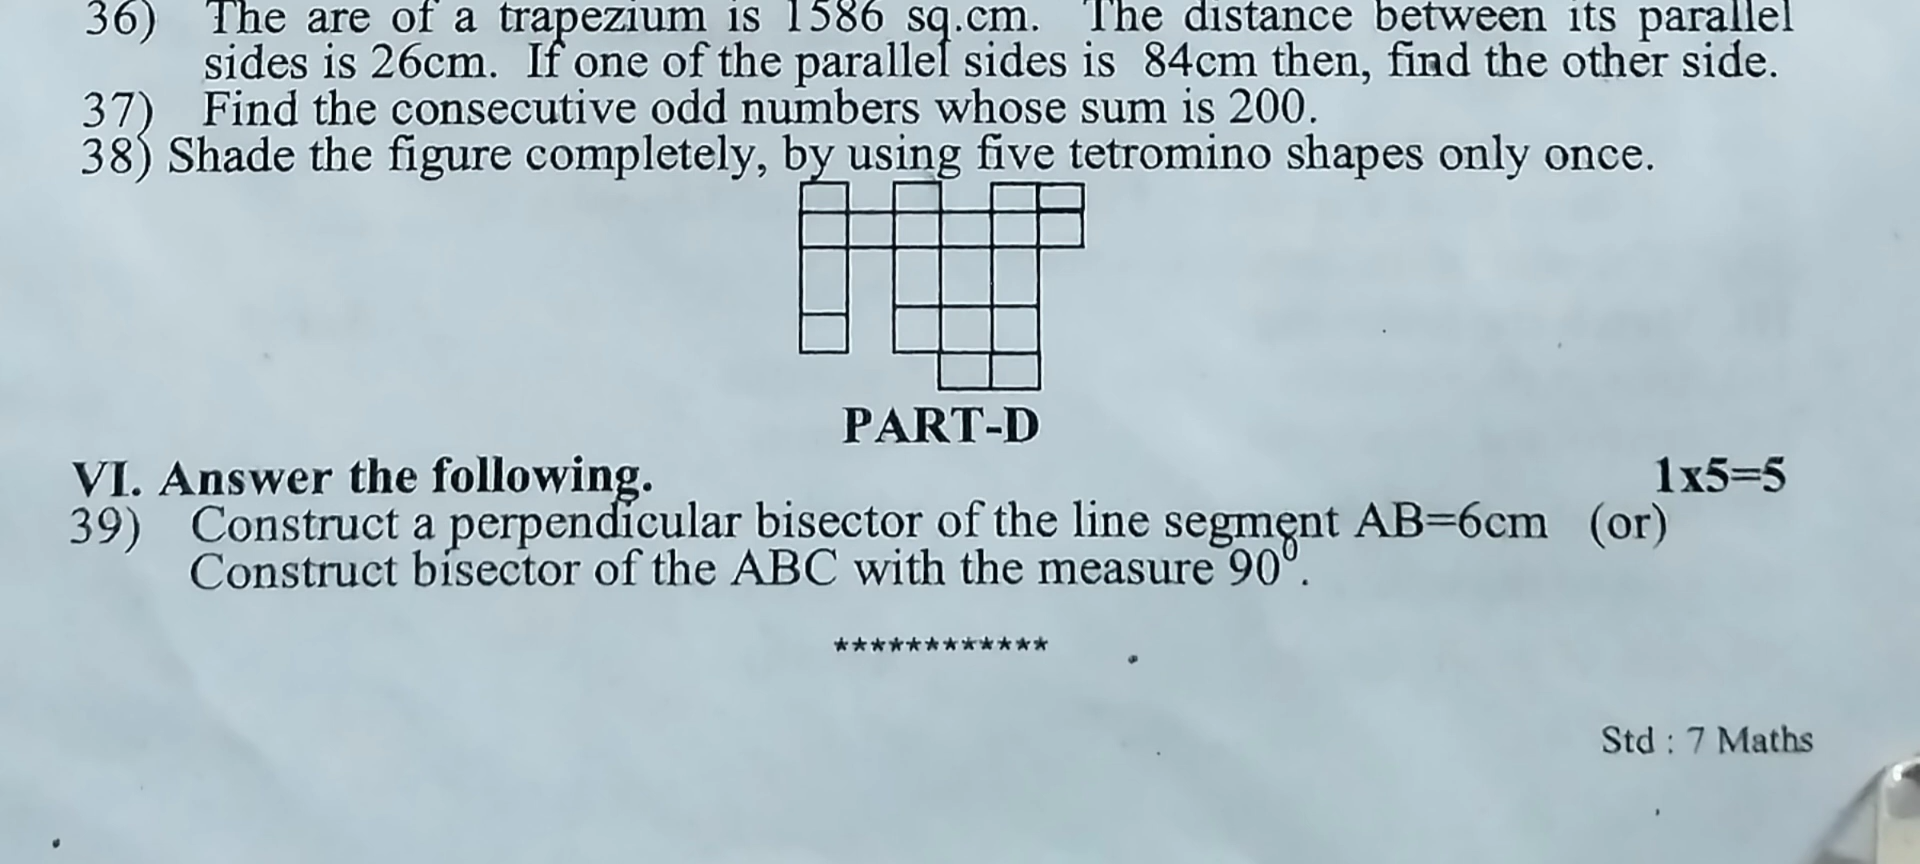 36) The are of a trapezium is 1586 sq.cm. The distance between its parallel
sides is 26cm. If one of the parallel sides is 84cm then, find the other side.
37) Find the consecutive odd numbers whose sum is 200.
38) Shade the figure completely, by using five tetromino shapes only once.
PART-D
VI. Answer the following. 1x5=5
39) Construct a perpendicular bisector of the line segment AB=6cm (or)
Construct bisector of the ABC with the measure 90⁰.
************
Std : 7 Maths